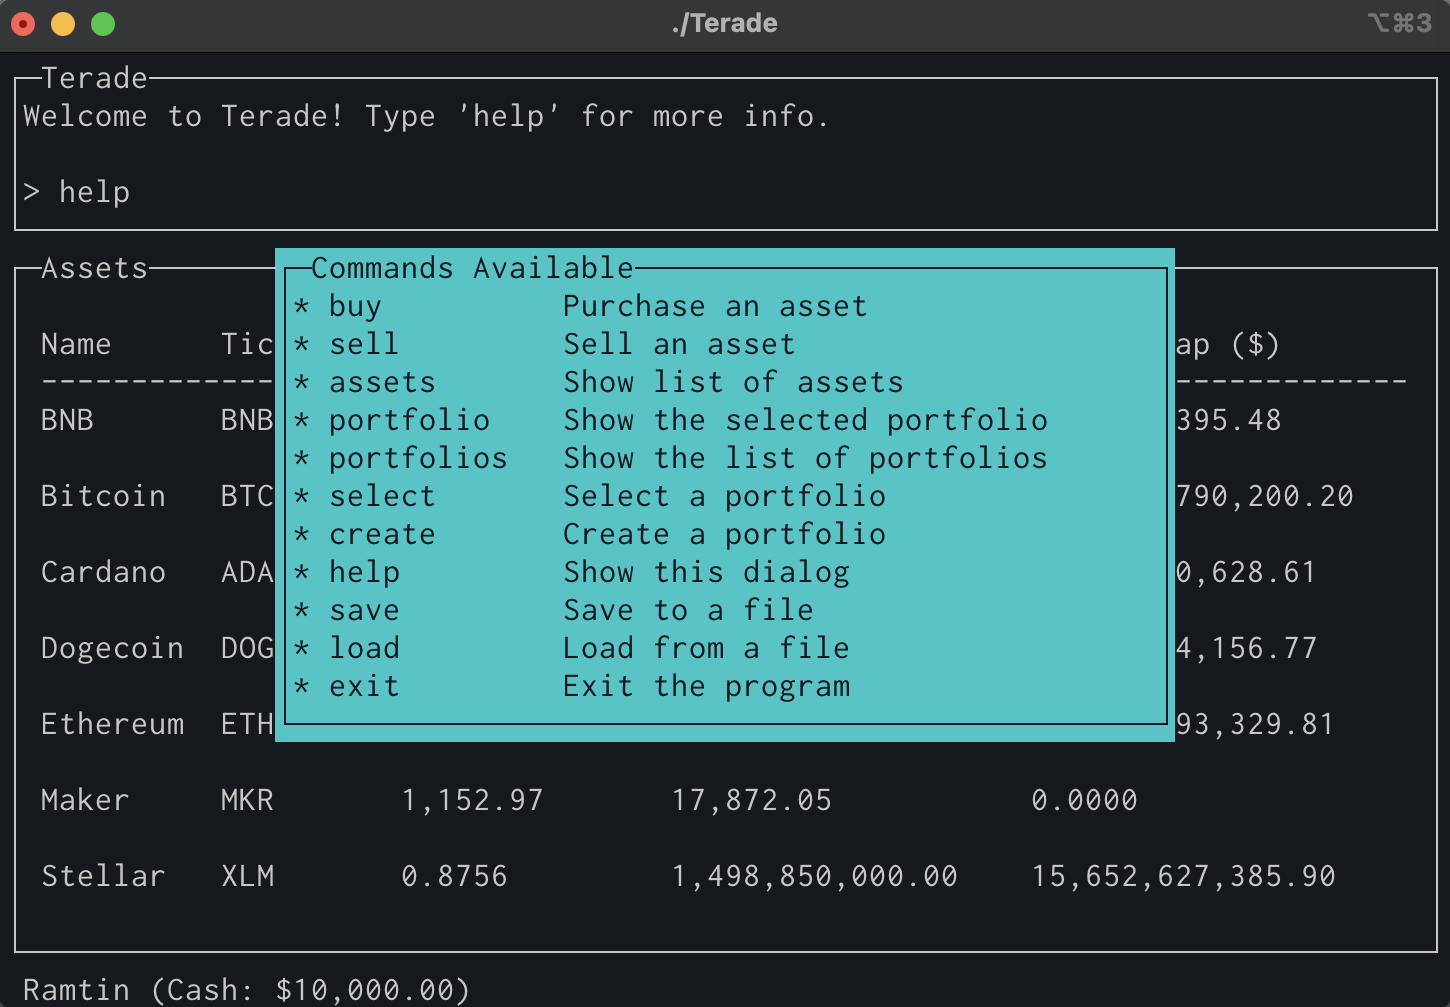 ./Terade ⌥⌘3
Terade
Welcome to Terade! Type 'help' for more info.
> help
Assets
Commands Available
* buy Purchase an asset
Name Tic * sell Sell an asset ap ($)
------------- * assets Show list of assets -------------
BNB BNB * portfolio Show the selected portfolio 395.48
* portfolios Show the list of portfolios
Bitcoin BTC * select Select a portfolio 790,200.20
* create Create a portfolio
Cardano ADA * help Show this dialog 0,628.61
* save Save to a file
Dogecoin DOG * load Load from a file 4,156.77
* exit Exit the program
Ethereum ETH 93,329.81
Maker MKR 1,152.97 17,872.05 0.0000
Stellar XLM 0.8756 1,498,850,000.00 15,652,627,385.90
Ramtin (Cash: $10,000.00)